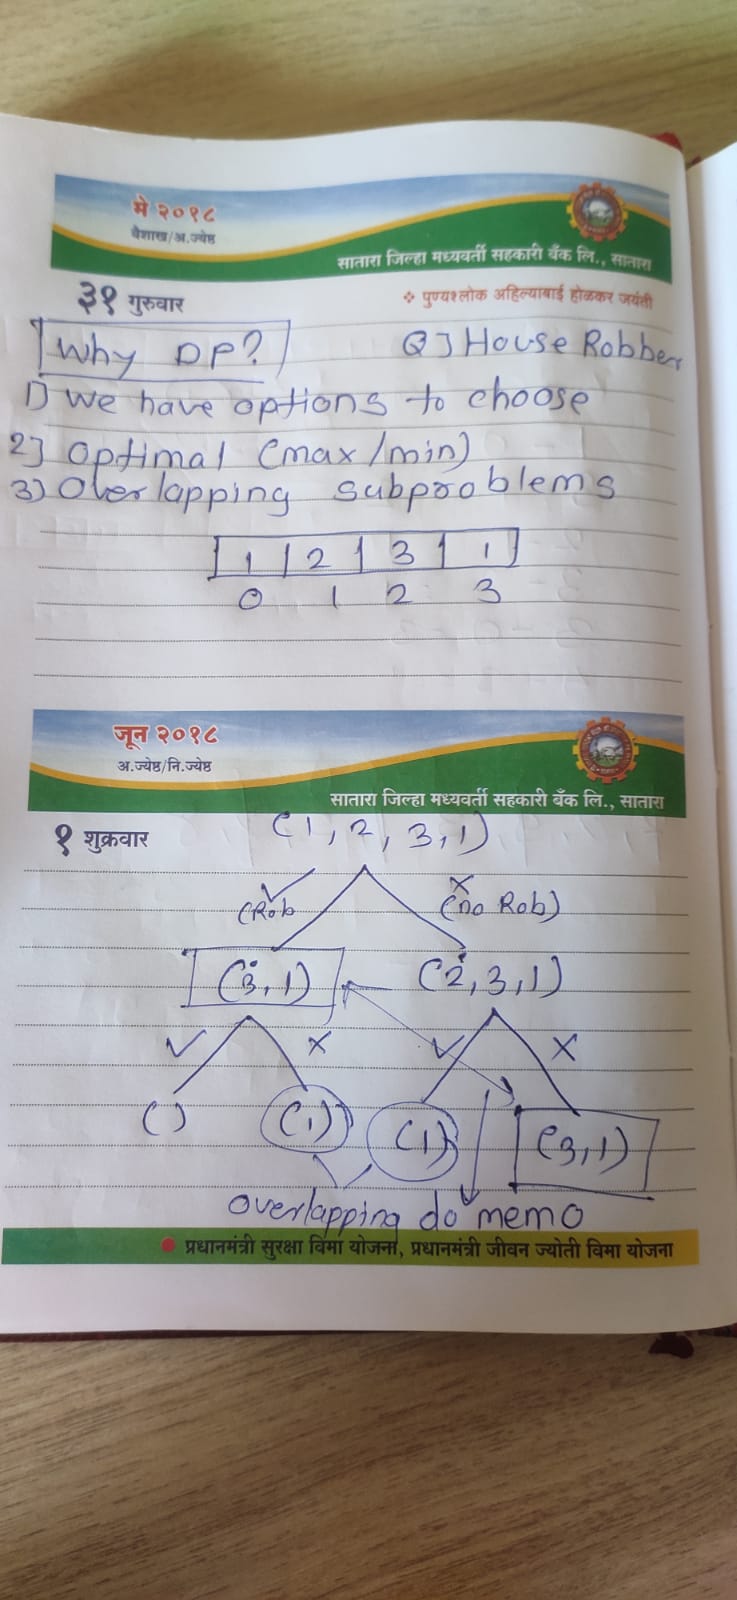 मे २०१८
वैशाख/अ.ज्येष्ठ
सातारा जिल्हा मध्यवर्ती सहकारी बँक लि., सातारा
३१ गुरुवार
❖ पुण्यश्लोक अहिल्याबाई होळकर जयंती
Why DP? Q] House Robber
1) We have options to choose
2] Optimal (max/min)
3) Overlapping subproblems
1 2 3 1
0 1 2 3
जून २०१८
अ.ज्येष्ठ/नि.ज्येष्ठ
सातारा जिल्हा मध्यवर्ती सहकारी बँक लि., सातारा
१ शुक्रवार
(1, 2, 3, 1)
✓ x
(Rob (no Rob)
(3, 1) (2, 3, 1)
✓ x ✓ x
( ) (1) (1) (3, 1)
overlapping do memo
● प्रधानमंत्री सुरक्षा विमा योजना, प्रधानमंत्री जीवन ज्योती विमा योजना